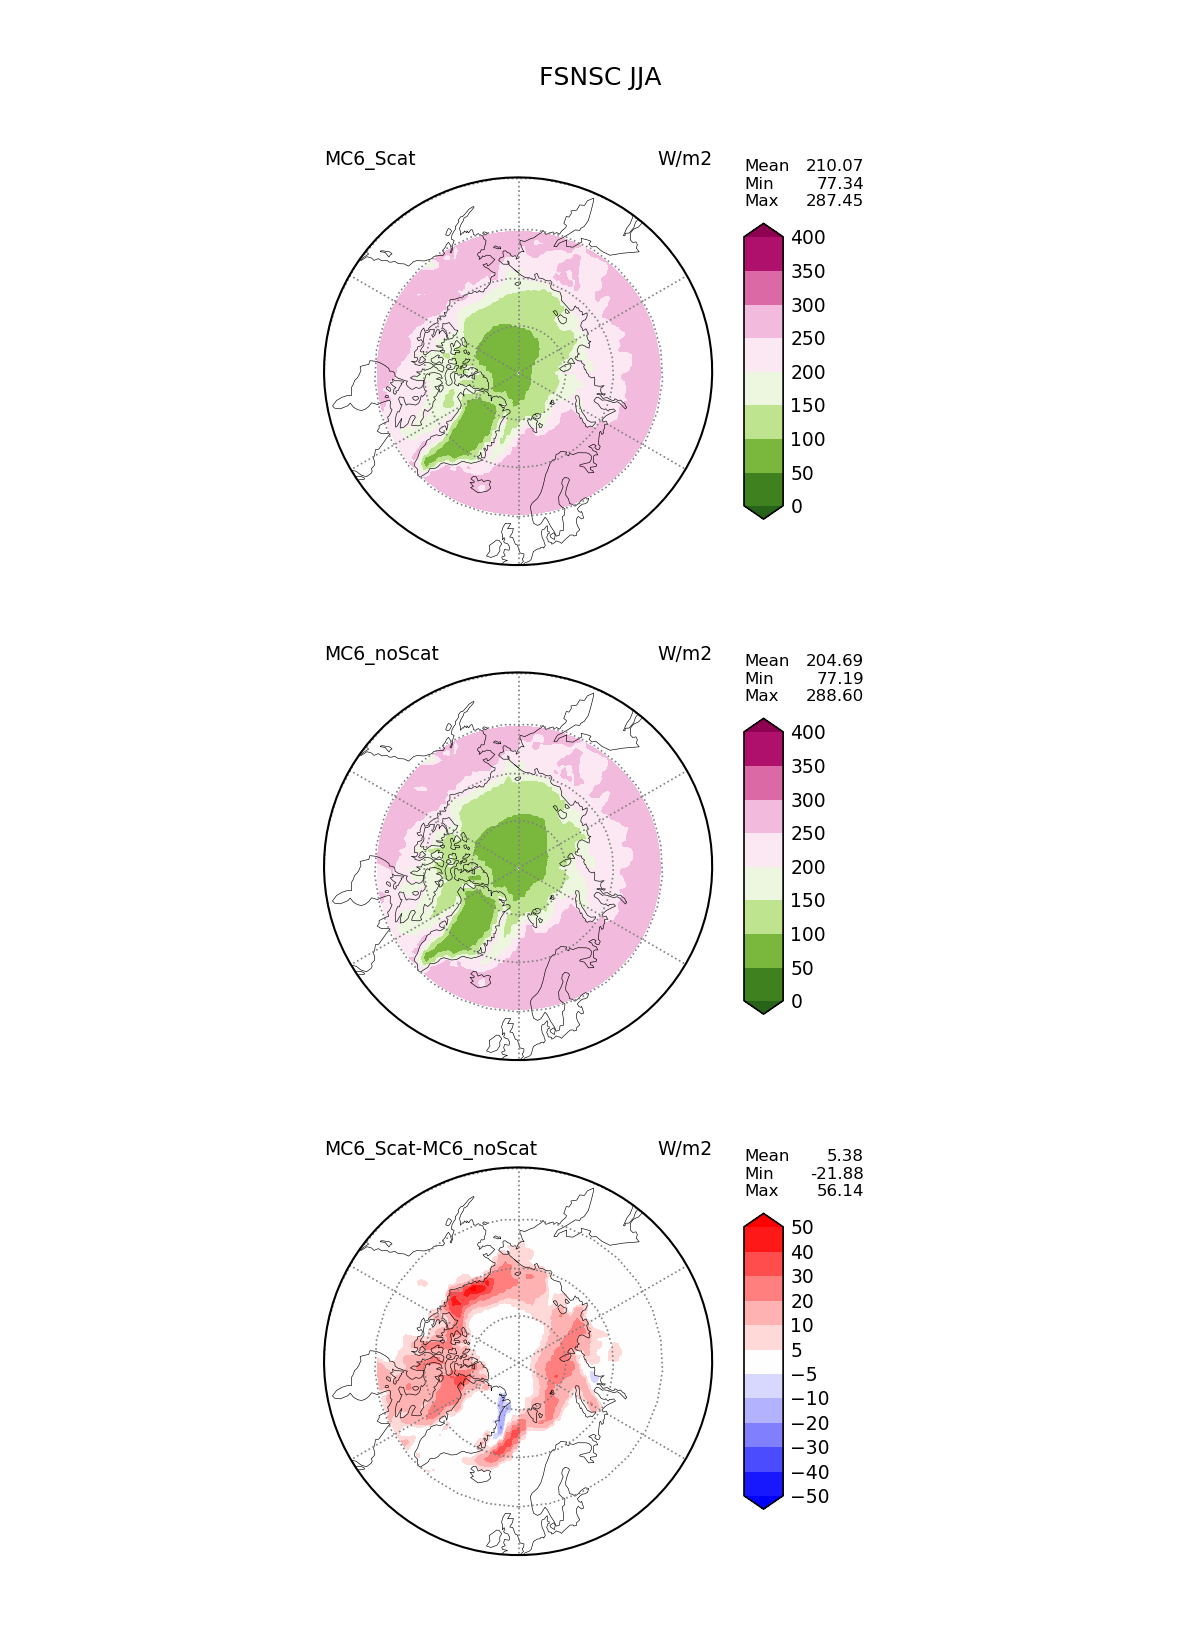 FSNSC JJA
MC6_Scat W/m2
Mean 210.07
Min 77.34
Max 287.45
400
350
300
250
200
150
100
50
0
MC6_noScat W/m2
Mean 204.69
Min 77.19
Max 288.60
400
350
300
250
200
150
100
50
0
MC6_Scat-MC6_noScat W/m2
Mean 5.38
Min -21.88
Max 56.14
50
40
30
20
10
5
−5
−10
−20
−30
−40
−50